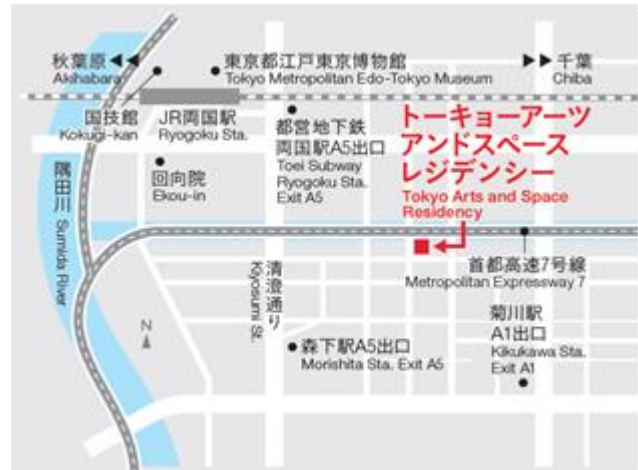 秋葉原◀◀
Akihabara
東京都江戸東京博物館
Tokyo Metropolitan Edo-Tokyo Museum
▶▶千葉
Chiba
国技館
Kokugi-kan
JR両国駅
Ryogoku Sta.
都営地下鉄
両国駅A5出口
Toei Subway
Ryogoku Sta.
Exit A5
トーキョーアーツ
アンドスペース
レジデンシー
Tokyo Arts and Space
Residency
回向院
Ekou-in
隅田川 Sumida River
首都高速7号線
Metropolitan Expressway 7
清澄通り
Kiyosumi St.
N
菊川駅
A1出口
Kikukawa Sta.
Exit A1
森下駅A5出口
Morishita Sta. Exit A5